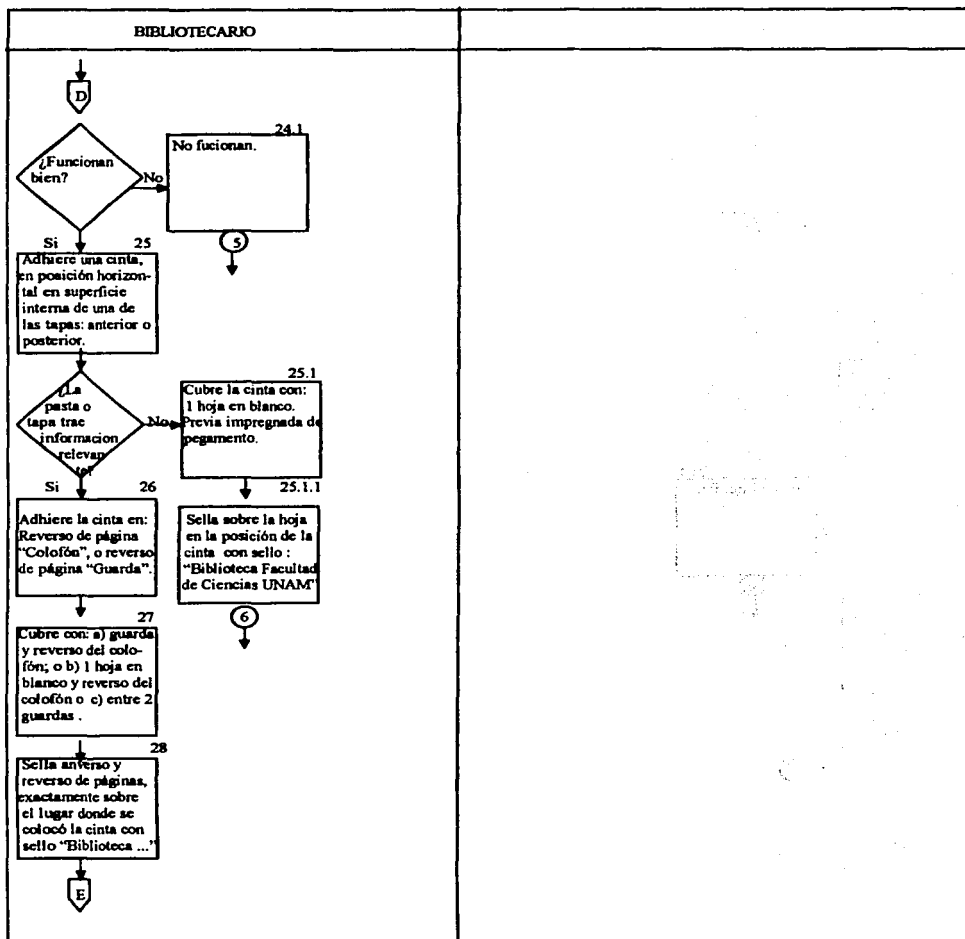 BIBLIOTECARIO
D
¿Funcionan
bien?
No
24.1
No fucionan.
5
Si
25
Adhiere una cinta,
en posición horizon-
tal en superficie
interna de una de
las tapas: anterior o
posterior.
¿La
pasta o
tapa trae
informacion
relevan
te?
No
25.1
Cubre la cinta con:
1 hoja en blanco.
Previa impregnada de
pegamento.
25.1.1
Sella sobre la hoja
en la posición de la
cinta con sello :
“Biblioteca Facultad
de Ciencias UNAM”
6
Si
26
Adhiere la cinta en:
Reverso de página
“Colofón”, o reverso
de página “Guarda”.
27
Cubre con: a) guarda
y reverso del colo-
fón; o b) 1 hoja en
blanco y reverso del
colofón o c) entre 2
guardas .
28
Sella anverso y
reverso de páginas,
exactamente sobre
el lugar donde se
colocó la cinta con
sello “Biblioteca ...”
E